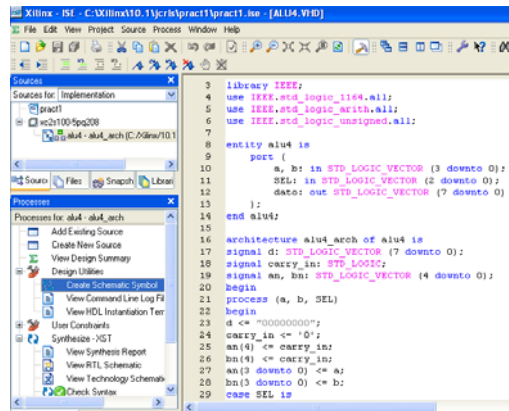 Xilinx - ISE - C:\Xilinx10.1\jcrls\pract1\pract1.ise - [ALU4.VHD]
File Edit View Project Source Process Window Help
Sources
Sources for: Implementation
pract1
xc2s100-5pq208
alu4 - alu4_arch (C:/Xilinx/10.1
Sourc Files Snapsh Librari
Processes
Processes for: alu4 - alu4_arch
Add Existing Source
Create New Source
View Design Summary
Design Utilities
Create Schematic Symbol
View Command Line Log Fil
View HDL Instantiation Tem
User Constraints
Synthesize - XST
View Synthesis Report
View RTL Schematic
View Technology Schemati
Check Syntax
3 library IEEE;
4 use IEEE.std_logic_1164.all;
5 use IEEE.std_logic_arith.all;
6 use IEEE.std_logic_unsigned.all;
7
8 entity alu4 is
9 port (
10 a, b: in STD_LOGIC_VECTOR (3 downto 0);
11 SEL: in STD_LOGIC_VECTOR (2 downto 0);
12 dato: out STD_LOGIC_VECTOR (7 downto 0)
13 );
14 end alu4;
15
16 architecture alu4_arch of alu4 is
17 signal d: STD_LOGIC_VECTOR (7 downto 0);
18 signal carry_in: STD_LOGIC;
19 signal an, bn: STD_LOGIC_VECTOR (4 downto 0);
20 begin
21 process (a, b, SEL)
22 begin
23 d <= "00000000";
24 carry_in <= '0';
25 an(4) <= carry_in;
26 bn(4) <= carry_in;
27 an(3 downto 0) <= a;
28 bn(3 downto 0) <= b;
29 case SEL is